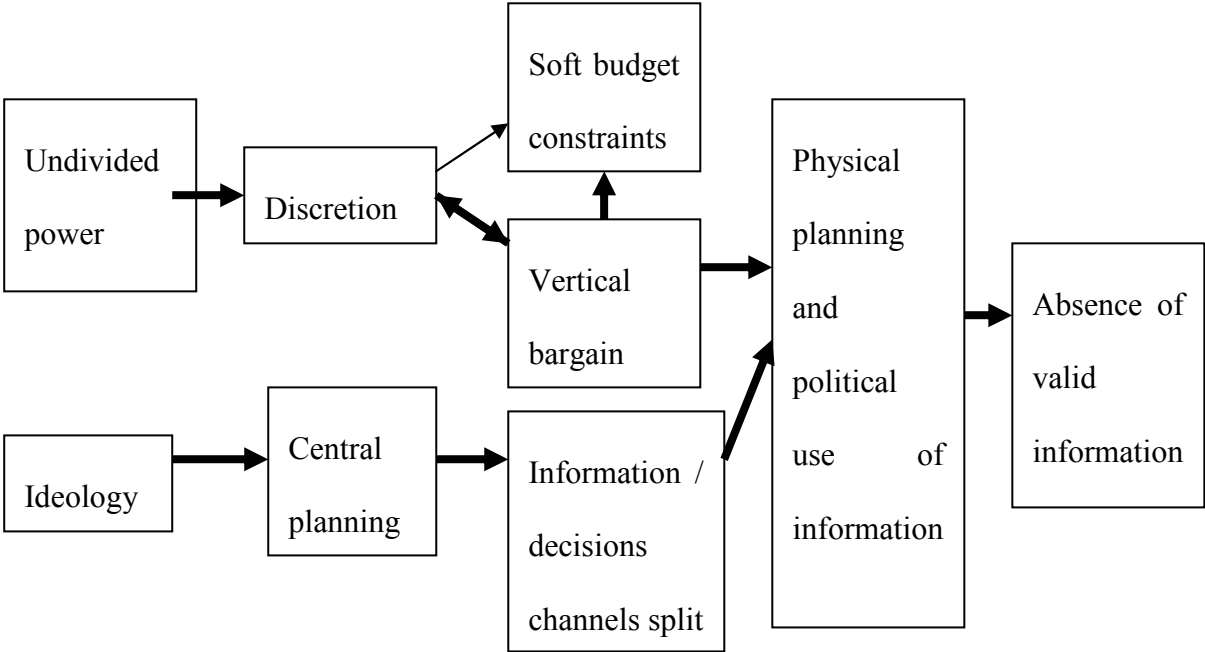 Undivided
power
Discretion
Soft budget
constraints
Vertical
bargain
Ideology
Central
planning
Information /
decisions
channels split
Physical
planning
and
political
use of
information
Absence of
valid
information